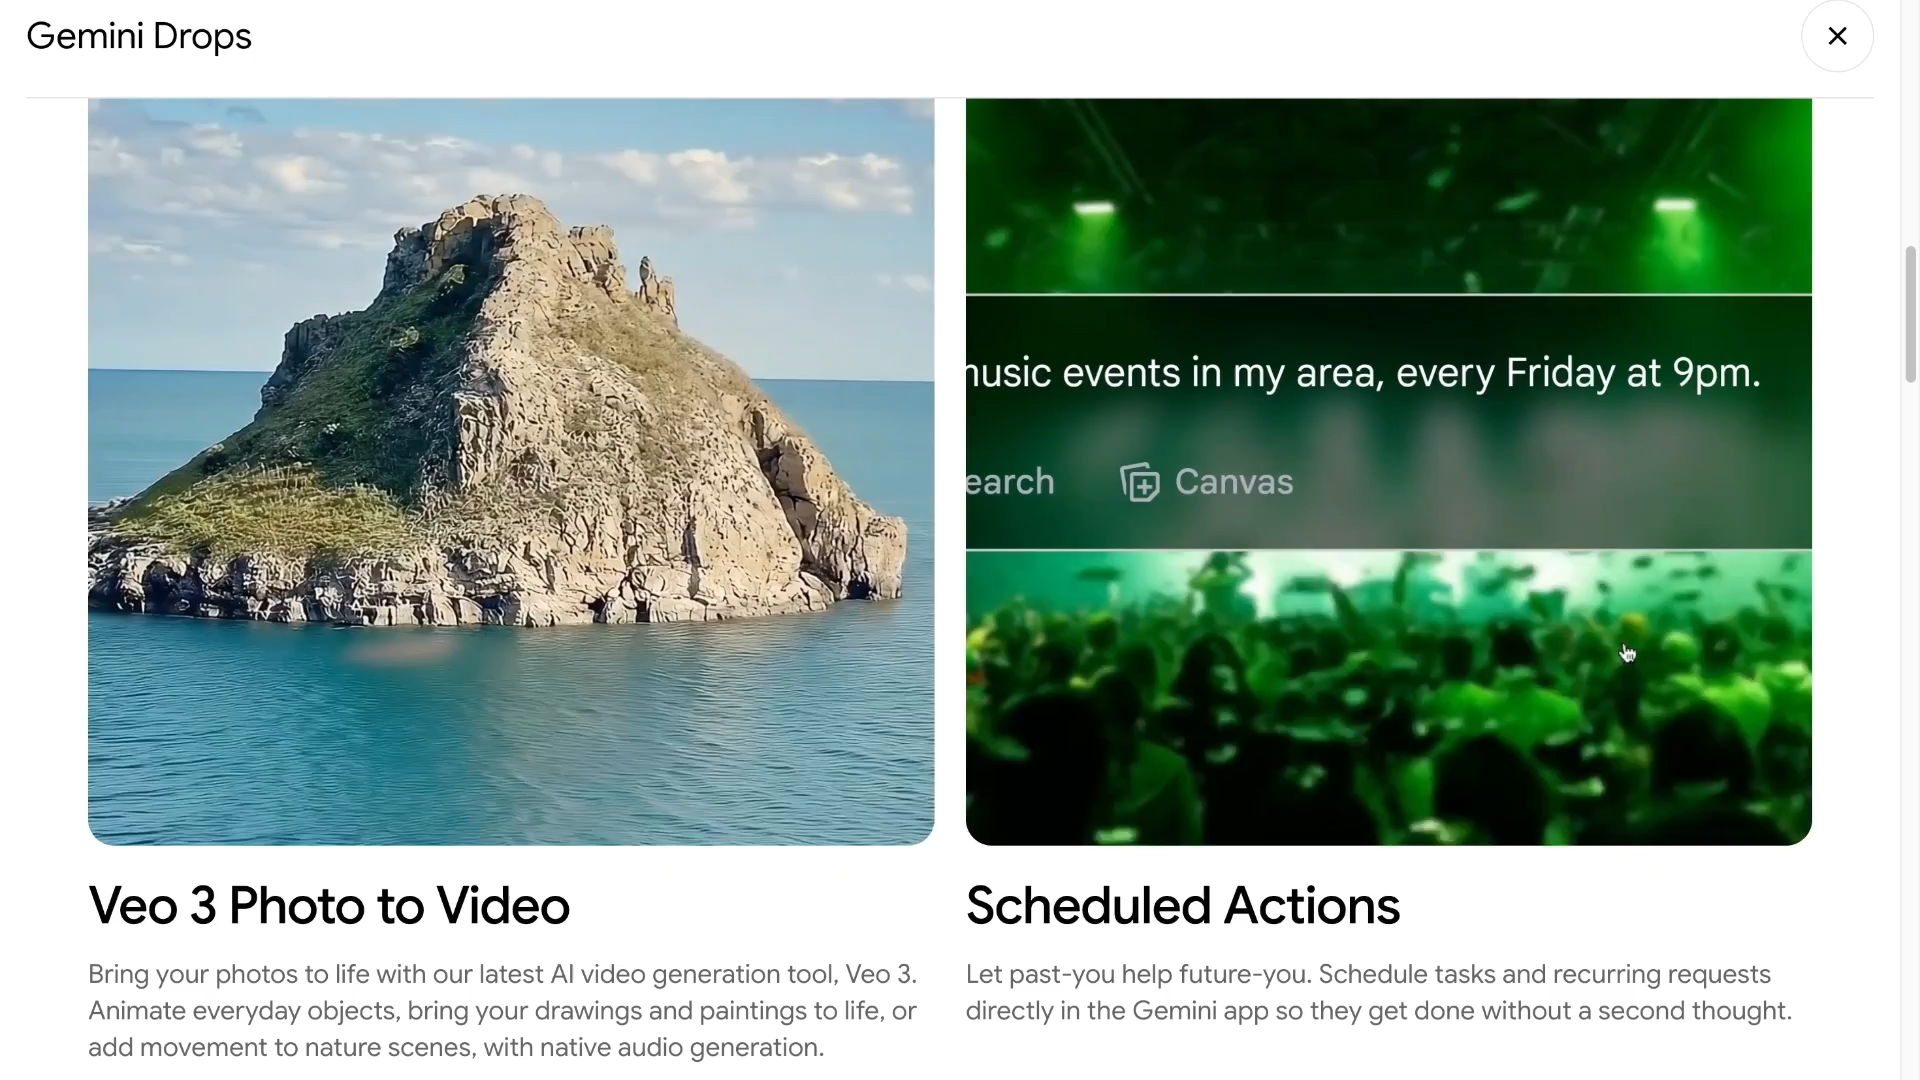 Gemini Drops
music events in my area, every Friday at 9pm.
Canvas
Veo 3 Photo to Video
Bring your photos to life with our latest AI video generation tool, Veo 3.
Animate everyday objects, bring your drawings and paintings to life, or
add movement to nature scenes, with native audio generation.
Scheduled Actions
Let past-you help future-you. Schedule tasks and recurring requests
directly in the Gemini app so they get done without a second thought.